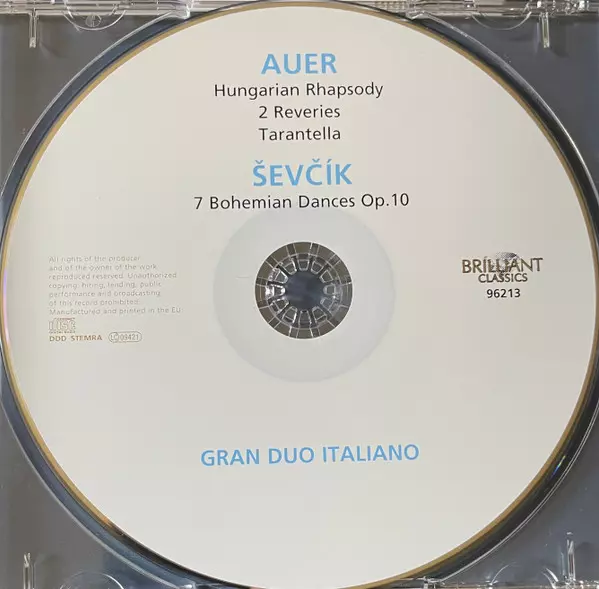 AUER
Hungarian Rhapsody
2 Reveries
Tarantella
ŠEVČÍK
7 Bohemian Dances Op.10
All rights of the producer
and of the owner of the work
reproduced reserved. Unauthorized
copying, hiring, lending, public
performance and broadcasting
of this record prohibited.
Manufactured and printed in the EU
DDD STEMRA LC 09421
BRILLIANT
CLASSICS
96213
GRAN DUO ITALIANO